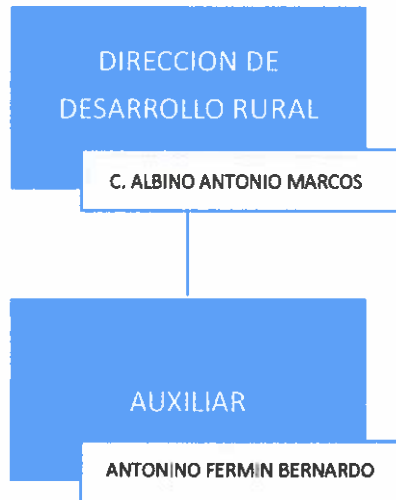 DIRECCION DE
DESARROLLO RURAL
C. ALBINO ANTONIO MARCOS
AUXILIAR
ANTONINO FERMIN BERNARDO